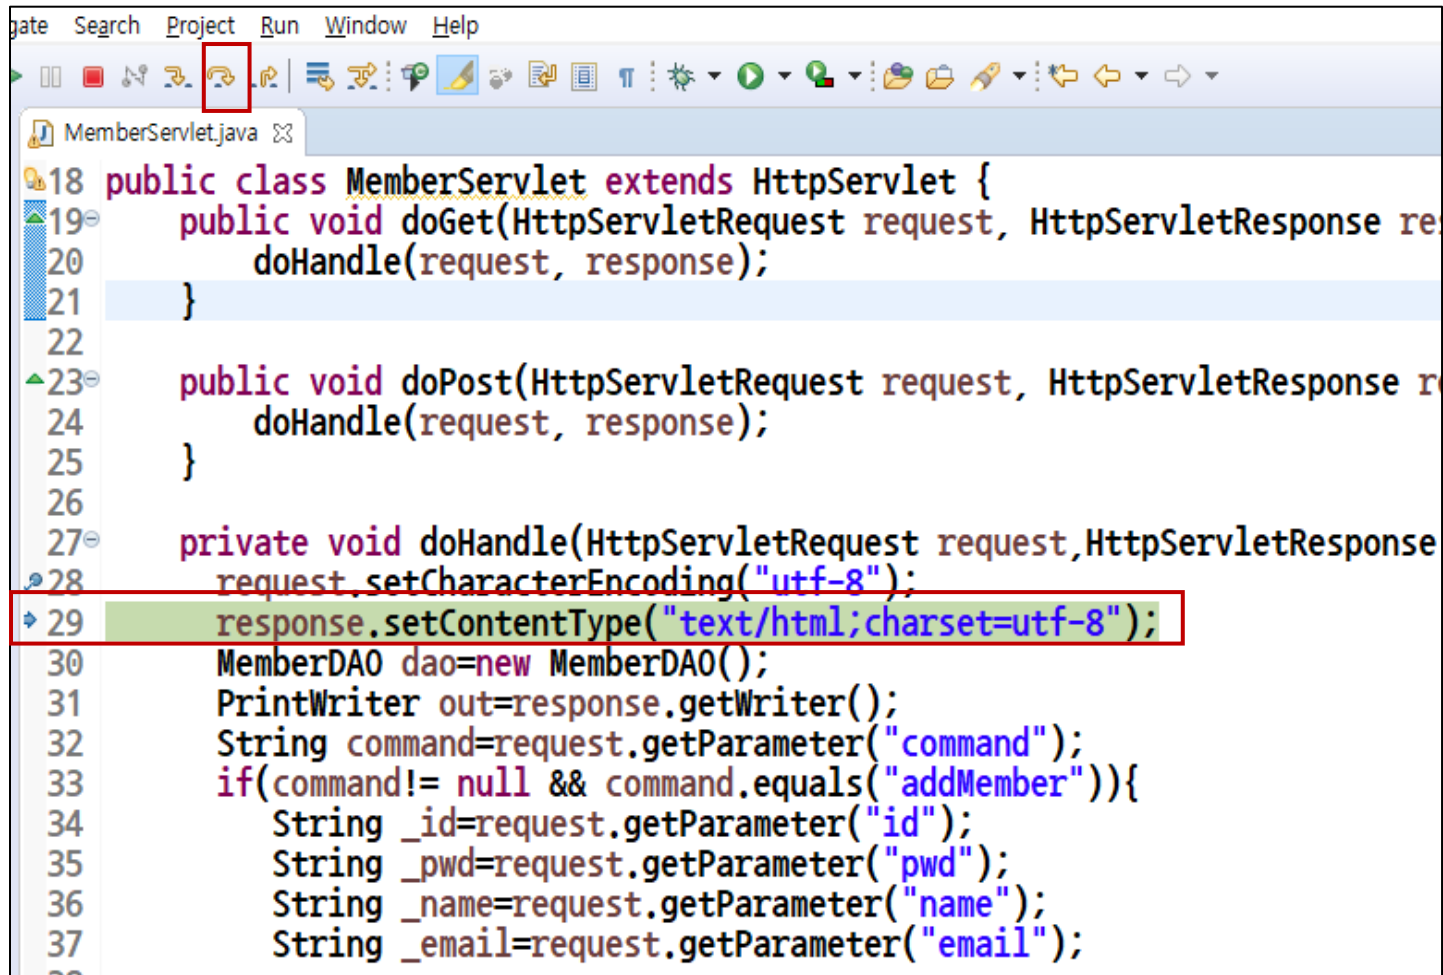 gate Search Project Run Window Help
MemberServlet.java
18 public class MemberServlet extends HttpServlet {
19 public void doGet(HttpServletRequest request, HttpServletResponse re
20 doHandle(request, response);
21 }
22
23 public void doPost(HttpServletRequest request, HttpServletResponse r
24 doHandle(request, response);
25 }
26
27 private void doHandle(HttpServletRequest request,HttpServletResponse
28 request.setCharacterEncoding("utf-8");
29 response.setContentType("text/html;charset=utf-8");
30 MemberDAO dao=new MemberDAO();
31 PrintWriter out=response.getWriter();
32 String command=request.getParameter("command");
33 if(command!= null && command.equals("addMember")){
34 String _id=request.getParameter("id");
35 String _pwd=request.getParameter("pwd");
36 String _name=request.getParameter("name");
37 String _email=request.getParameter("email");